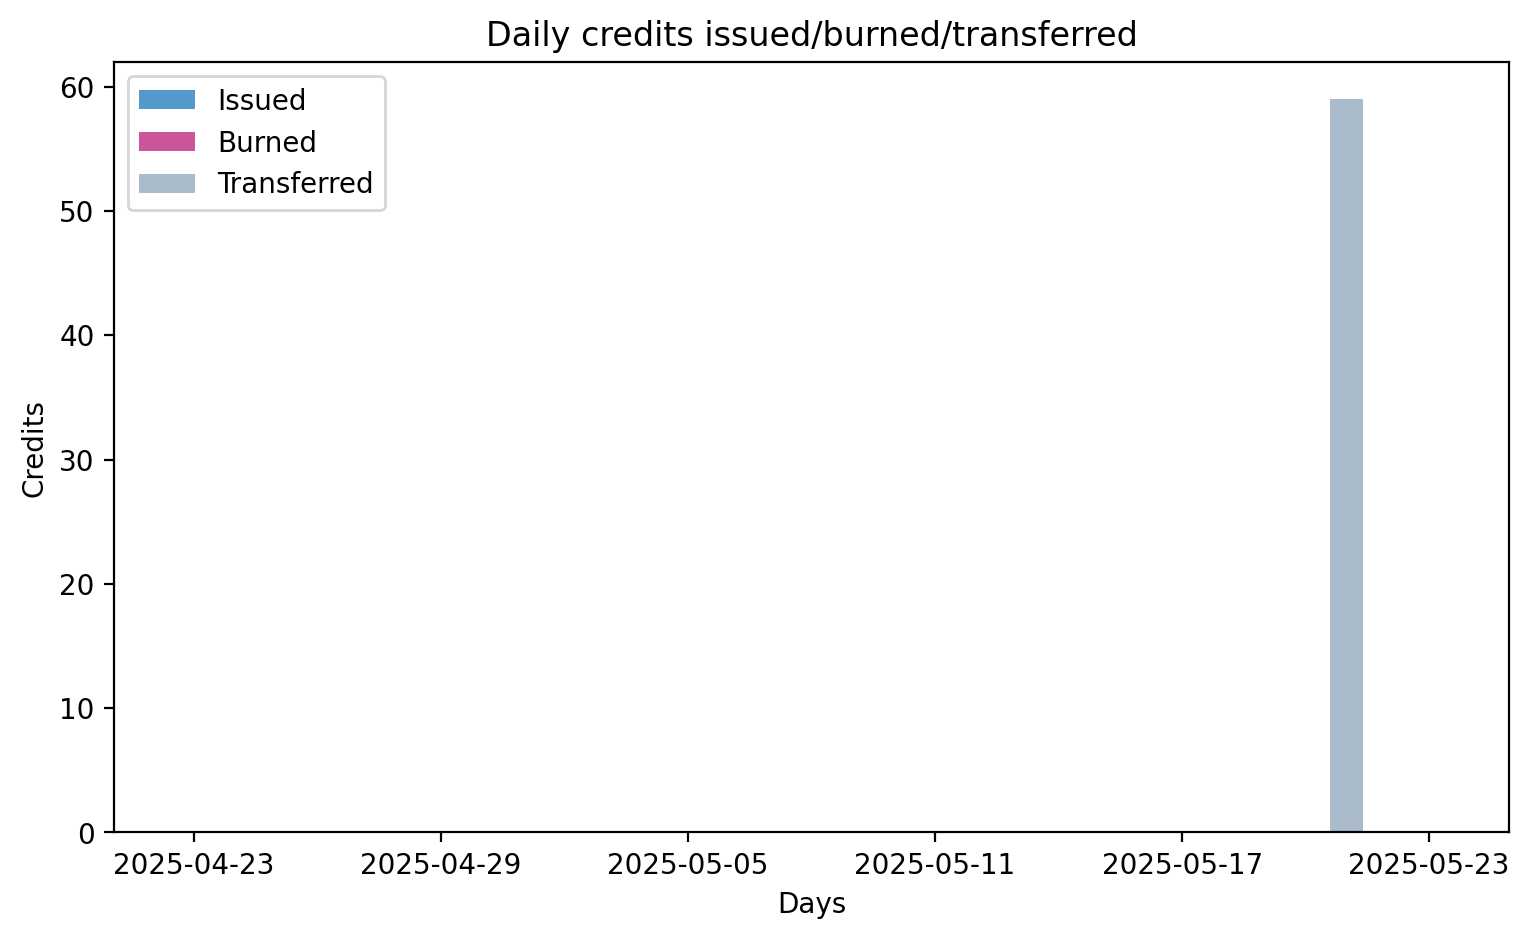 Daily credits issued/burned/transferred
Issued
Burned
Transferred
60
50
40
30
20
10
0
Credits
2025-04-23 2025-04-29 2025-05-05 2025-05-11 2025-05-17 2025-05-23
Days